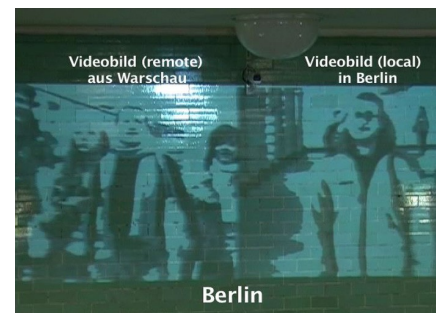 Videobild (remote)
aus Warschau
Videobild (local)
in Berlin
Berlin